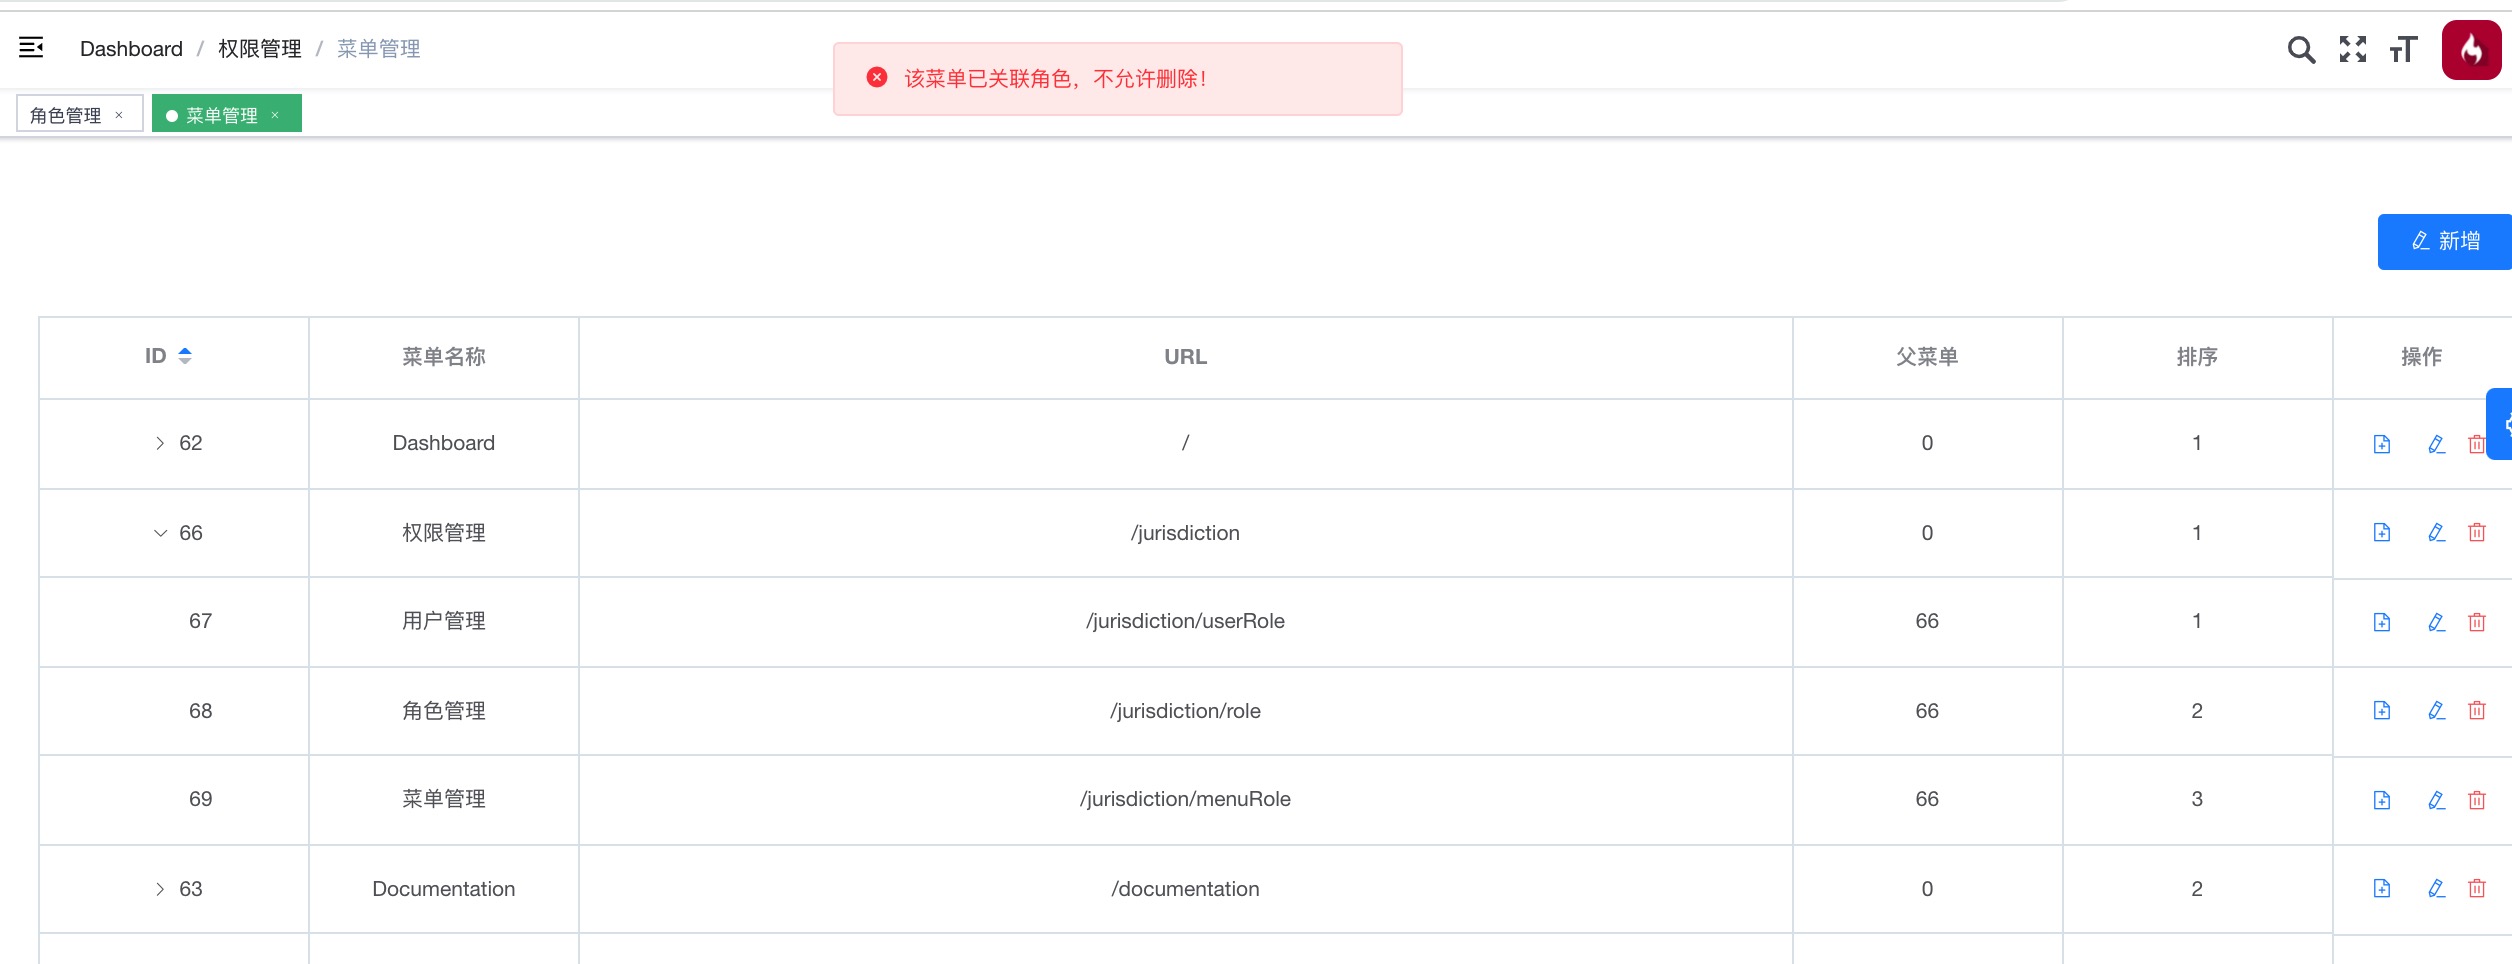 Dashboard / 权限管理 / 菜单管理
该菜单已关联角色，不允许删除！
角色管理 × 菜单管理 ×
新增
ID 菜单名称 URL 父菜单 排序 操作
62 Dashboard / 0 1
66 权限管理 /jurisdiction 0 1
67 用户管理 /jurisdiction/userRole 66 1
68 角色管理 /jurisdiction/role 66 2
69 菜单管理 /jurisdiction/menuRole 66 3
63 Documentation /documentation 0 2